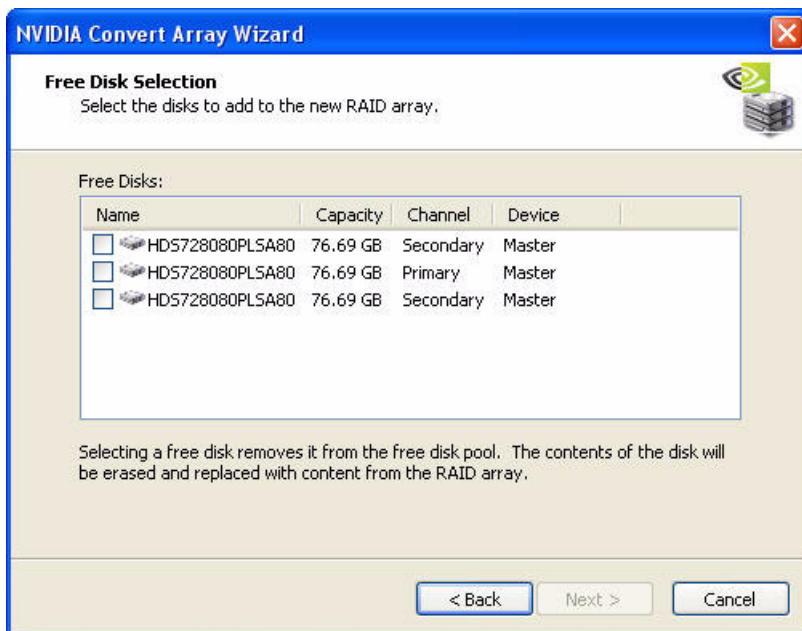 NVIDIA Convert Array Wizard
Free Disk Selection
Select the disks to add to the new RAID array.
Free Disks:
Name Capacity Channel Device
HDS728080PLSA80 76.69 GB Secondary Master
HDS728080PLSA80 76.69 GB Primary Master
HDS728080PLSA80 76.69 GB Secondary Master
Selecting a free disk removes it from the free disk pool. The contents of the disk will
be erased and replaced with content from the RAID array.
< Back Next > Cancel